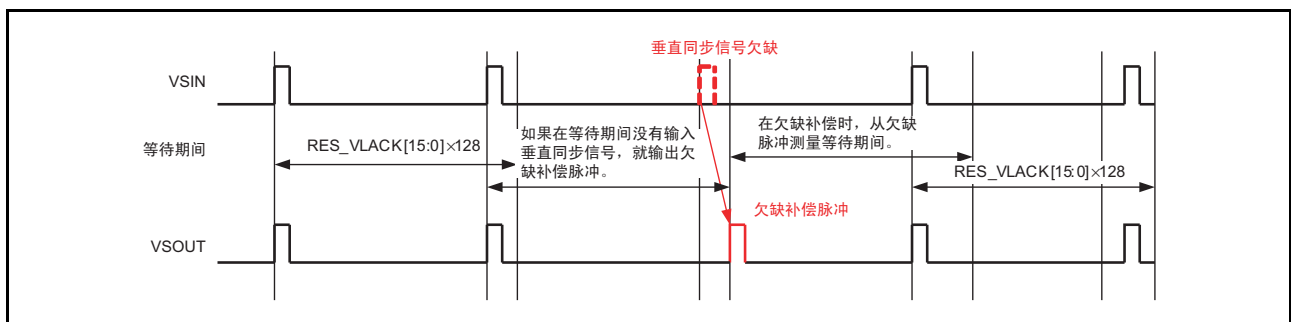 垂直同步信号欠缺
VSIN
等待期间
RES_VLACK[15:0]×128
如果在等待期间没有输入
垂直同步信号，就输出欠
缺补偿脉冲。
在欠缺补偿时，从欠缺
脉冲测量等待期间。
RES_VLACK[15:0]×128
欠缺补偿脉冲
VSOUT